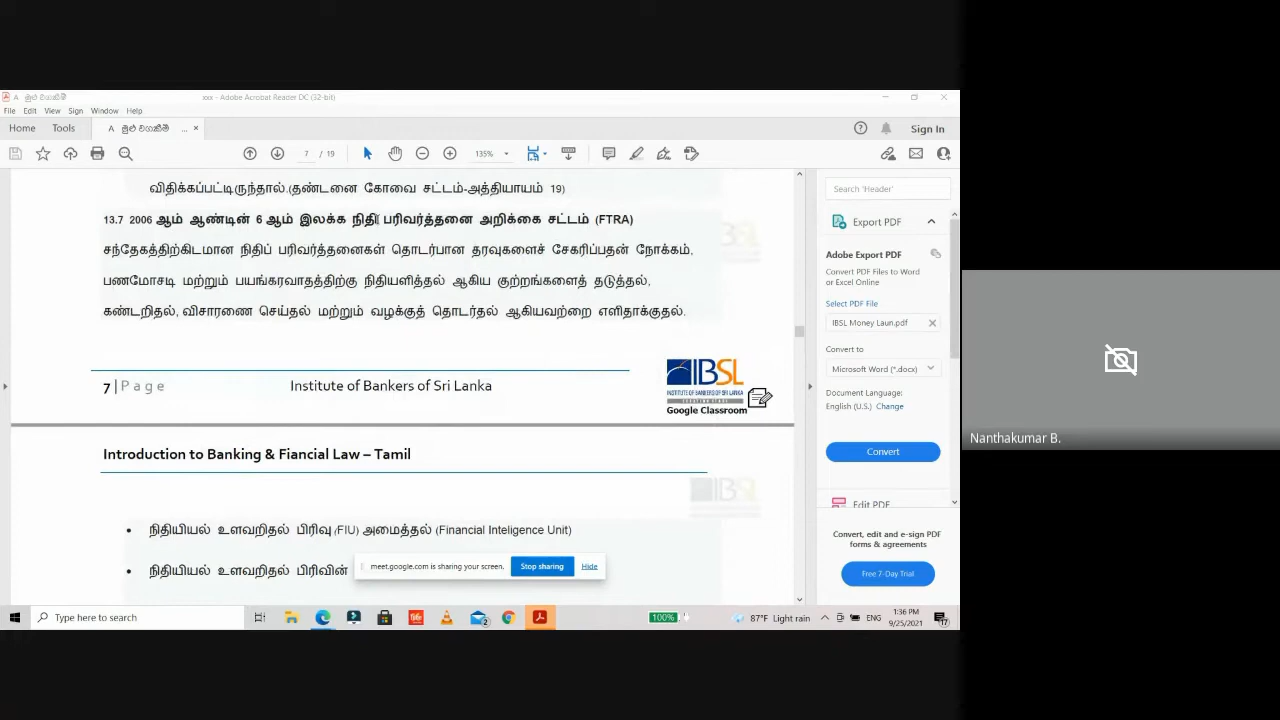 A මුළු වගකීම්
xxx - Adobe Acrobat Reader DC (32-bit)
File Edit View Sign Window Help
Home Tools A මුළු වගකීම් ... × Sign In
7 / 19 135%
விதிக்கப்பட்டிருந்தால்.(தண்டனை கோவை சட்டம்-அத்தியாயம் 19)
13.7 2006 ஆம் ஆண்டின் 6 ஆம் இலக்க நிதி பரிவர்த்தனை அறிக்கை சட்டம் (FTRA)
சந்தேகத்திற்கிடமான நிதிப் பரிவர்த்தனைகள் தொடர்பான தரவுகளைச் சேகரிப்பதன் நோக்கம்,
பணமோசடி மற்றும் பயங்கரவாதத்திற்கு நிதியளித்தல் ஆகிய குற்றங்களைத் தடுத்தல்,
கண்டறிதல், விசாரணை செய்தல் மற்றும் வழக்குத் தொடர்தல் ஆகியவற்றை எளிதாக்குதல்.
7 | Page Institute of Bankers of Sri Lanka
IBSL
INSTITUTE OF BANKERS OF SRI LANKA
Google Classroom
Introduction to Banking & Fiancial Law – Tamil
• நிதியியல் உளவறிதல் பிரிவு (FIU) அமைத்தல் (Financial Inteligence Unit)
• நிதியியல் உளவறிதல் பிரிவின்
meet.google.com is sharing your screen. Stop sharing Hide
Search 'Header'
Export PDF
Adobe Export PDF
Convert PDF Files to Word
or Excel Online
Select PDF File
IBSL Money Laun.pdf
Convert to
Microsoft Word (*.docx)
Document Language:
English (U.S.) Change
Convert
Edit PDF
Convert, edit and e-sign PDF
forms & agreements
Free 7-Day Trial
Nanthakumar B.
Type here to search
100%
87°F Light rain
ENG
1:36 PM
9/25/2021